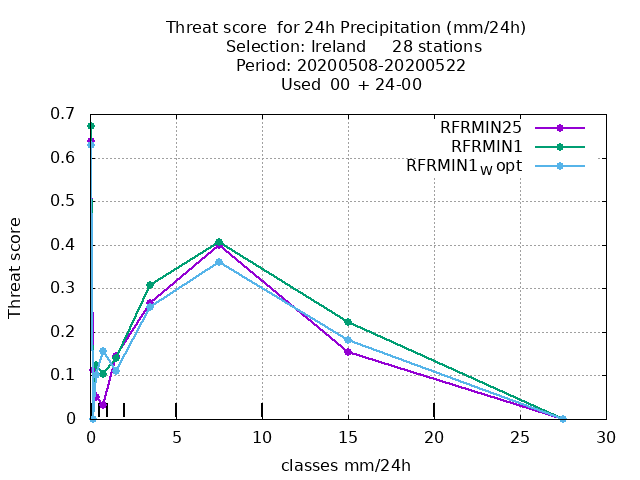 Threat score  for 24h Precipitation (mm/24h)
Selection: Ireland     28 stations
Period: 20200508-20200522
Used  00 + 24-00
RFRMIN25
RFRMIN1
RFRMIN1W opt
Threat score
0.7
0.6
0.5
0.4
0.3
0.2
0.1
0
0 5 10 15 20 25 30
classes mm/24h